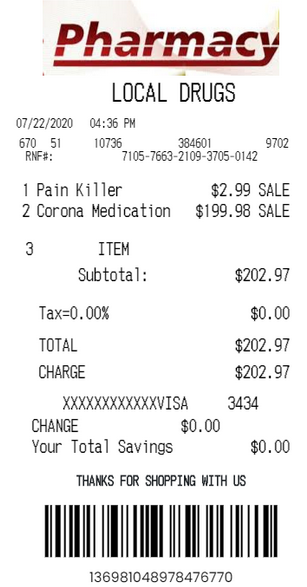 Pharmacy
LOCAL DRUGS
07/22/2020 04:36 PM
670 51 10736 384601 9702
RNF#: 7105-7663-2109-3705-0142
1 Pain Killer $2.99 SALE
2 Corona Medication $199.98 SALE
3 ITEM
Subtotal: $202.97
Tax=0.00% $0.00
TOTAL $202.97
CHARGE $202.97
XXXXXXXXXXXXVISA 3434
CHANGE $0.00
Your Total Savings $0.00
THANKS FOR SHOPPING WITH US
136981048978476770